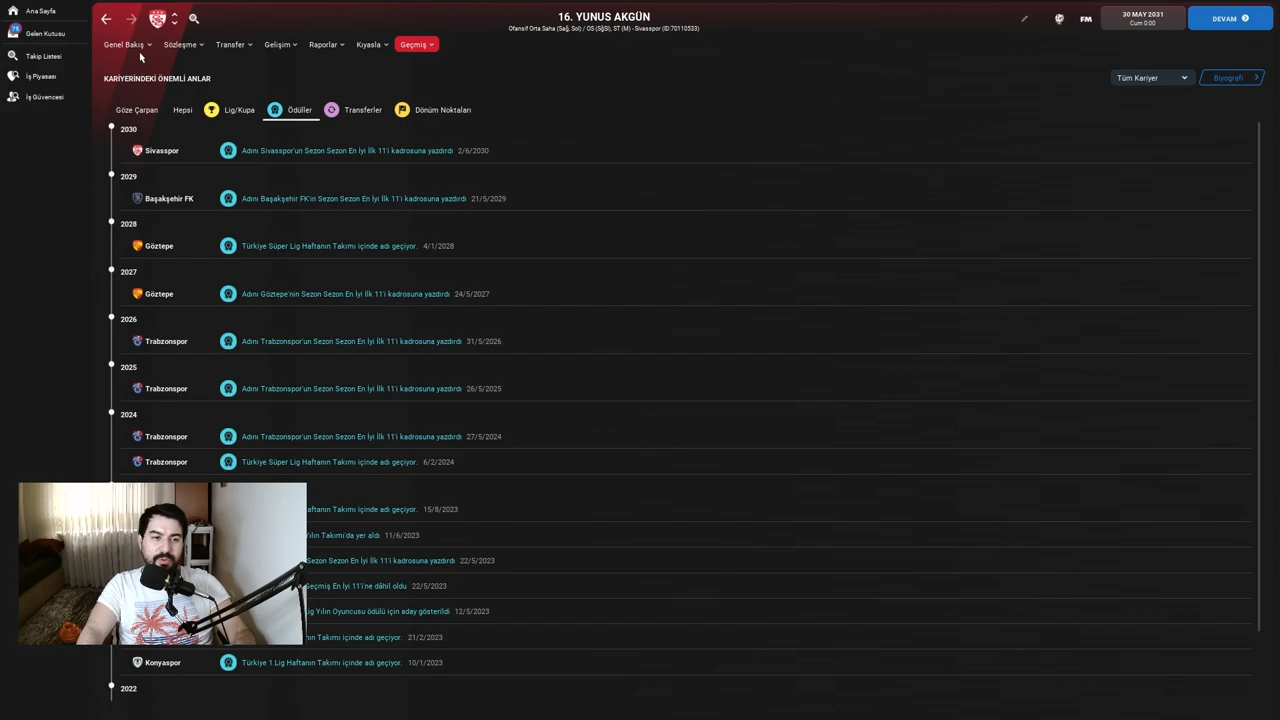 Ana Sayfa
75
Gelen Kutusu
Takip Listesi
İş Piyasası
İş Güvencesi
16. YUNUS AKGÜN
Ofansif Orta Saha (Sağ, Sol) / OS (SğSl), ST (M) - Sivasspor (ID:70110533)
FM
30 MAY 2031
Cum 0:00
DEVAM
Genel Bakış
Sözleşme
Transfer
Gelişim
Raporlar
Kıyasla
Geçmiş
KARİYERİNDEKİ ÖNEMLİ ANLAR
Tüm Kariyer
Biyografi
Göze Çarpan
Hepsi
Lig/Kupa
Ödüller
Transferler
Dönüm Noktaları
2030
Sivasspor Adını Sivasspor'un Sezon Sezon En İyi İlk 11'i kadrosuna yazdırdı 2/6/2030
2029
Başakşehir FK Adını Başakşehir FK'in Sezon Sezon En İyi İlk 11'i kadrosuna yazdırdı 21/5/2029
2028
Göztepe Türkiye Süper Lig Haftanın Takımı içinde adı geçiyor. 4/1/2028
2027
Göztepe Adını Göztepe'nin Sezon Sezon En İyi İlk 11'i kadrosuna yazdırdı 24/5/2027
2026
Trabzonspor Adını Trabzonspor'un Sezon Sezon En İyi İlk 11'i kadrosuna yazdırdı 31/5/2026
2025
Trabzonspor Adını Trabzonspor'un Sezon Sezon En İyi İlk 11'i kadrosuna yazdırdı 26/5/2025
2024
Trabzonspor Adını Trabzonspor'un Sezon Sezon En İyi İlk 11'i kadrosuna yazdırdı 27/5/2024
Trabzonspor Türkiye Süper Lig Haftanın Takımı içinde adı geçiyor. 6/2/2024
aftanın Takımı içinde adı geçiyor. 15/8/2023
Yılın Takımı'da yer aldı 11/6/2023
Sezon Sezon En İyi İlk 11'i kadrosuna yazdırdı 22/5/2023
Geçmiş En İyi 11'i'ne dâhil oldu 22/5/2023
ig Yılın Oyuncusu ödülü için aday gösterildi 12/5/2023
nın Takımı içinde adı geçiyor. 21/2/2023
Konyaspor Türkiye 1.Lig Haftanın Takımı içinde adı geçiyor. 10/1/2023
2022